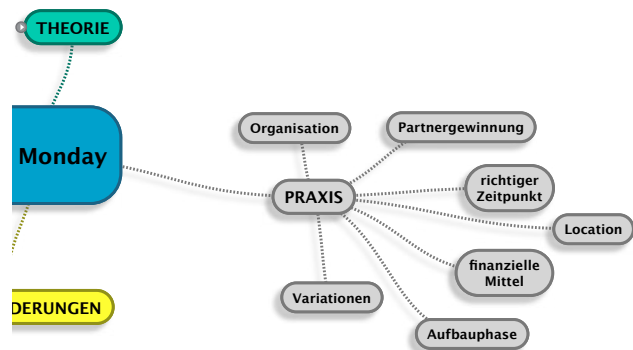 THEORIE
Monday
DERUNGEN
PRAXIS
Organisation
Partnergewinnung
richtiger
Zeitpunkt
Location
finanzielle
Mittel
Aufbauphase
Variationen